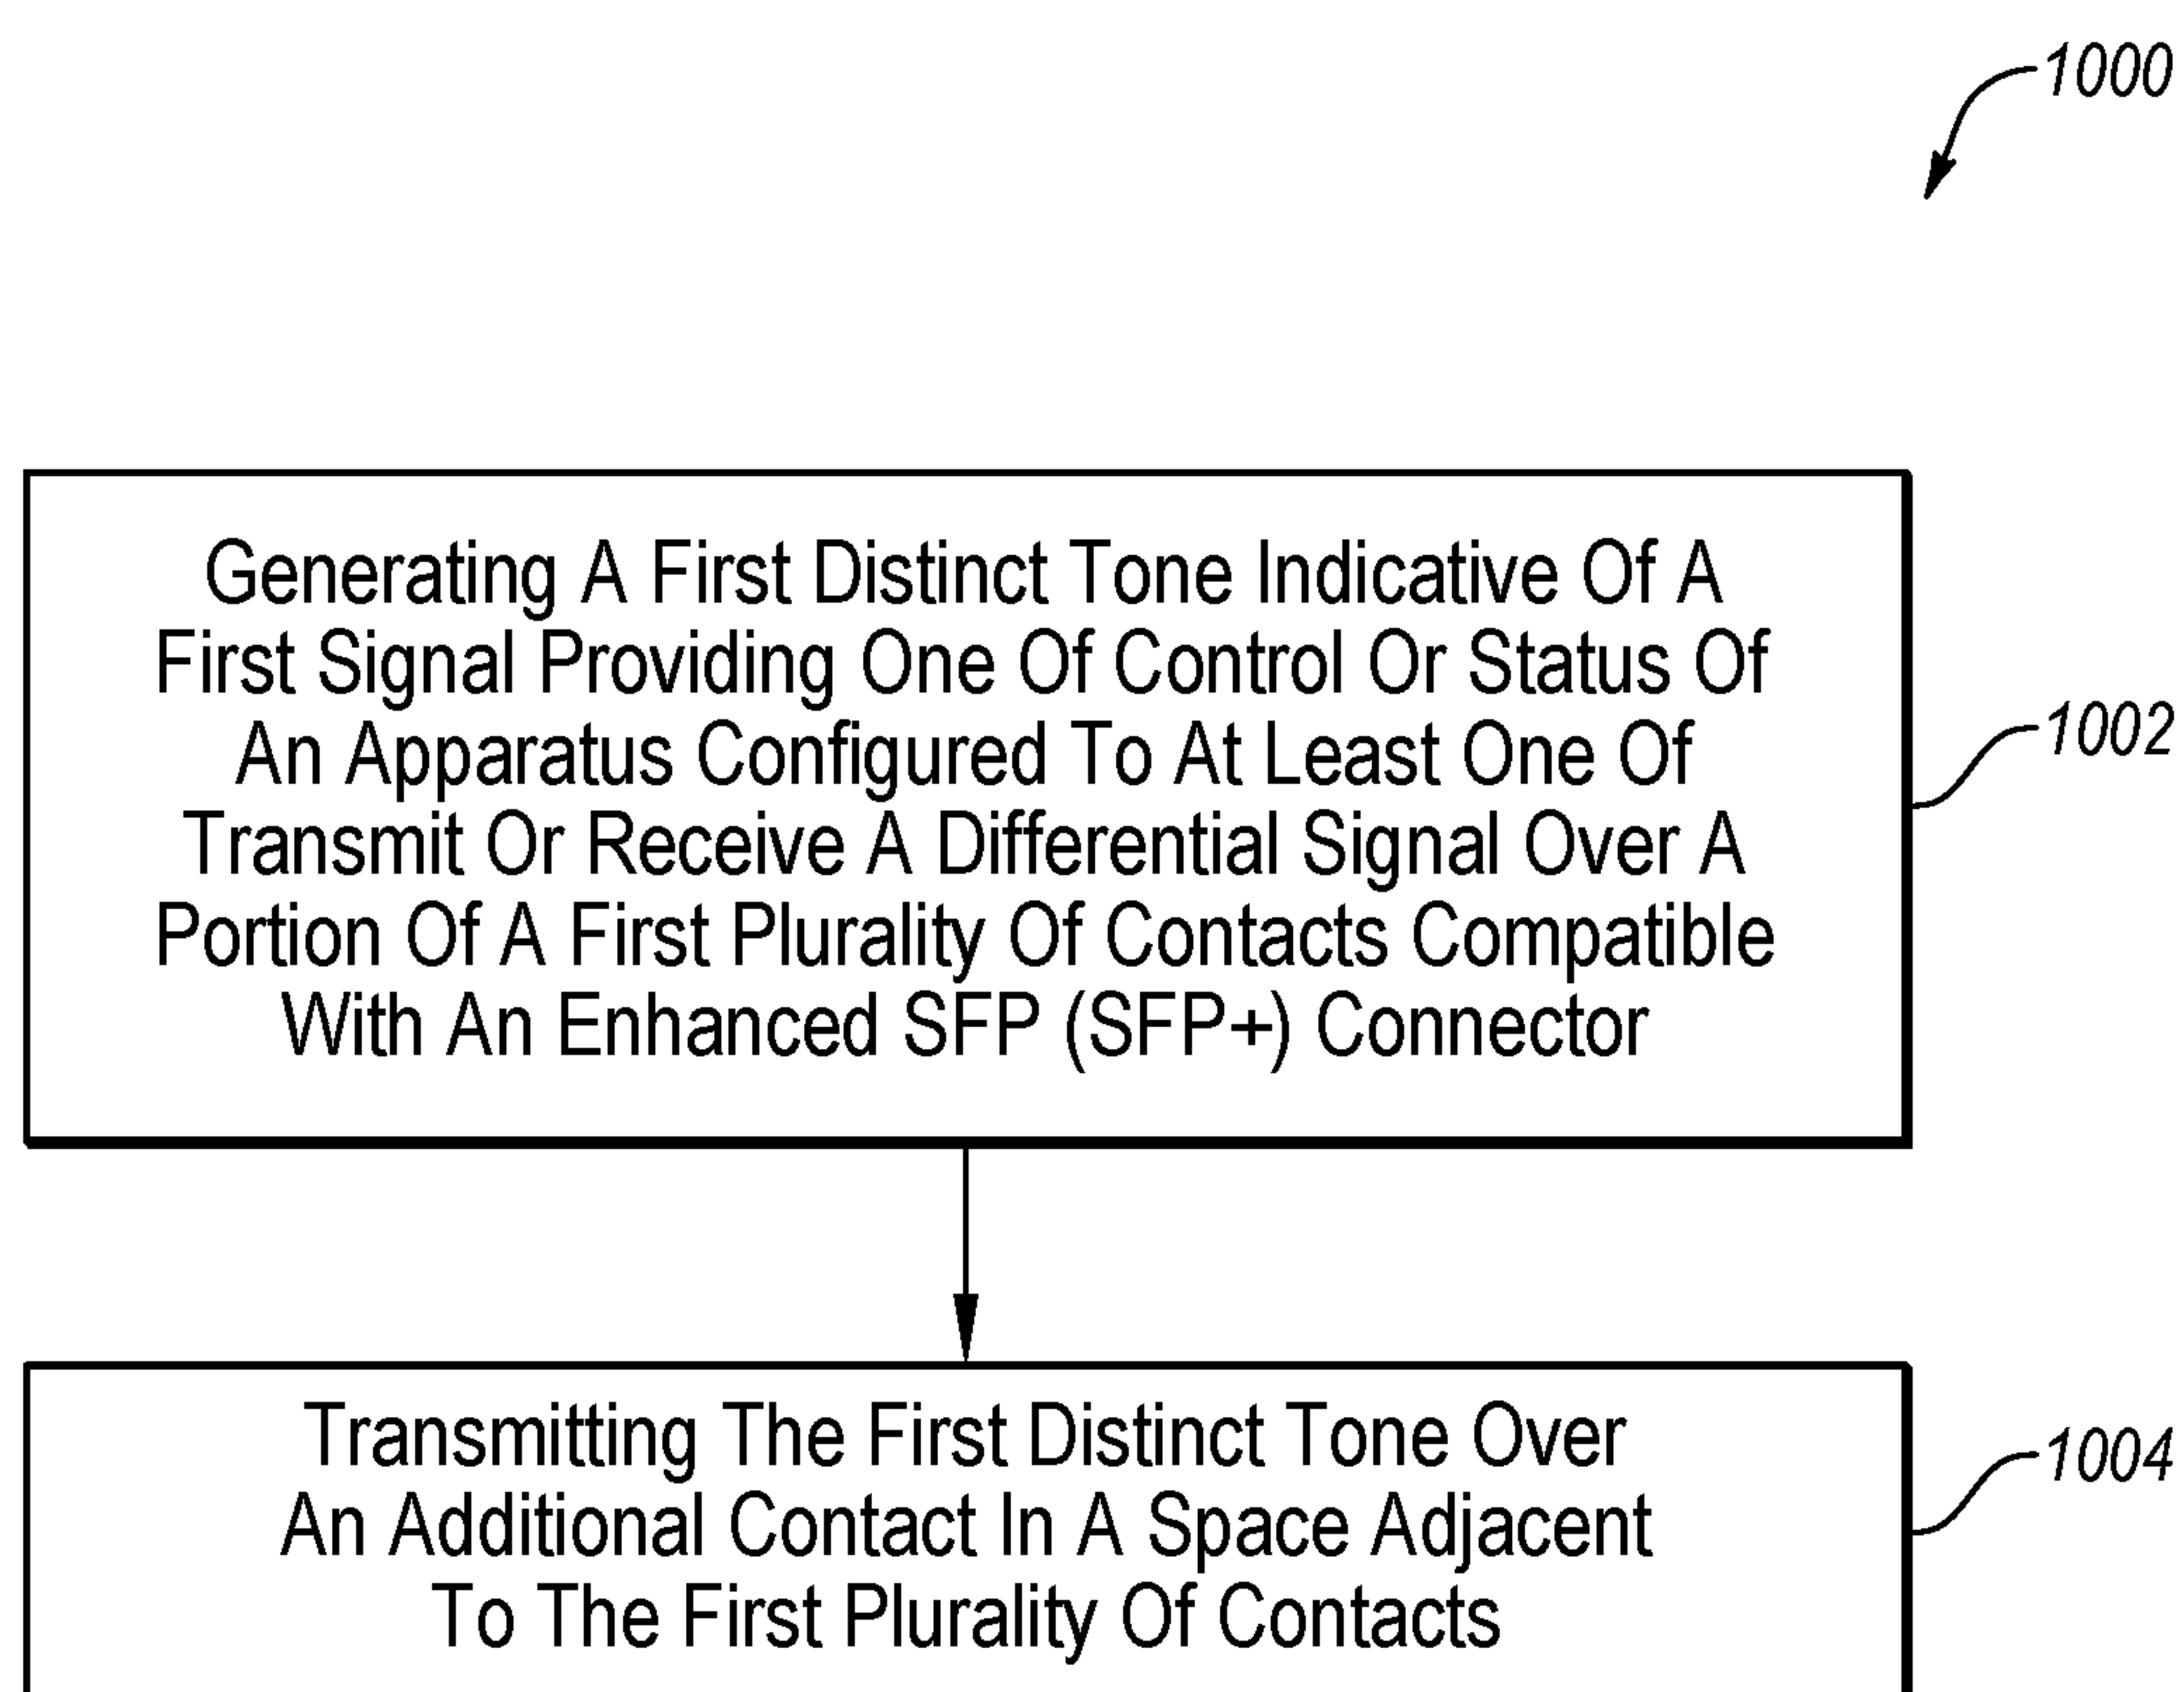 1000
Generating A First Distinct Tone Indicative Of A
First Signal Providing One Of Control Or Status Of
An Apparatus Configured To At Least One Of
Transmit Or Receive A Differential Signal Over A
Portion Of A First Plurality Of Contacts Compatible
With An Enhanced SFP (SFP+) Connector
1002
Transmitting The First Distinct Tone Over
An Additional Contact In A Space Adjacent
To The First Plurality Of Contacts
1004